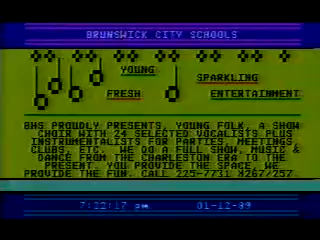 BRUNSWICK CITY SCHOOLS
YOUNG
SPARKLING
FRESH
ENTERTAINMENT
BHS PROUDLY PRESENTS, YOUNG FOLK, A SHOW
CHOIR WITH 24 SELECTED VOCALISTS PLUS
INSTRUMENTALISTS FOR PARTIES, MEETINGS
CLUBS, ETC. WE DO A FULL SHOW, MUSIC &
DANCE FROM THE CHARLESTON ERA TO THE
PRESENT. YOU PROVIDE THE SPACE, WE
PROVIDE THE FUN. CALL 225-7731 X267/257.
7:22:17 pm 01-12-89